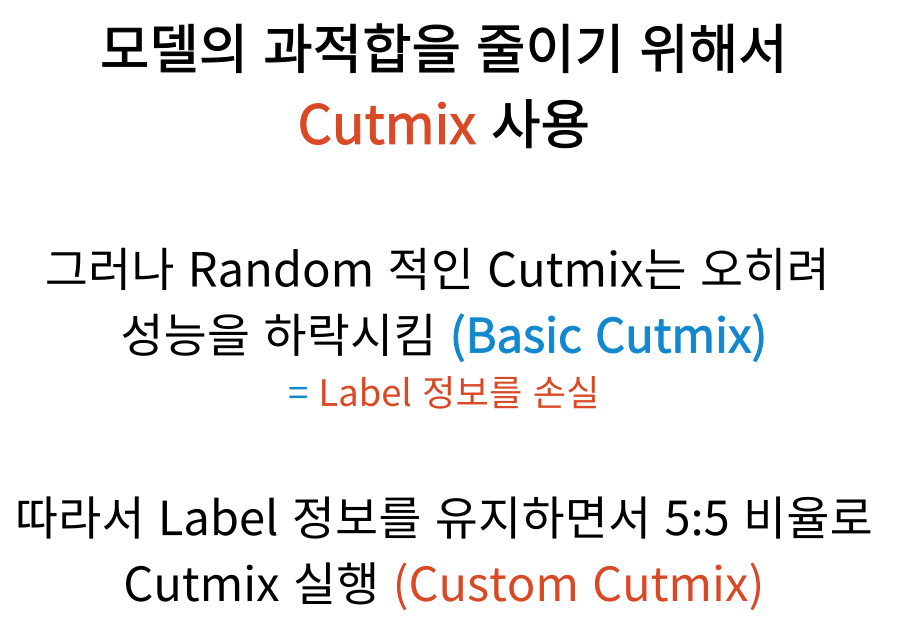 모델의 과적합을 줄이기 위해서
Cutmix 사용
그러나 Random 적인 Cutmix는 오히려
성능을 하락시킴 (Basic Cutmix)
= Label 정보를 손실
따라서 Label 정보를 유지하면서 5:5 비율로
Cutmix 실행 (Custom Cutmix)